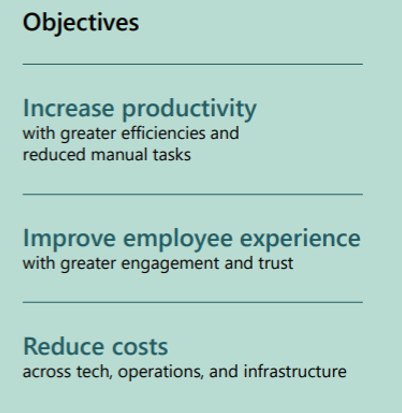 Objectives
Increase productivity
with greater efficiencies and
reduced manual tasks
Improve employee experience
with greater engagement and trust
Reduce costs
across tech, operations, and infrastructure